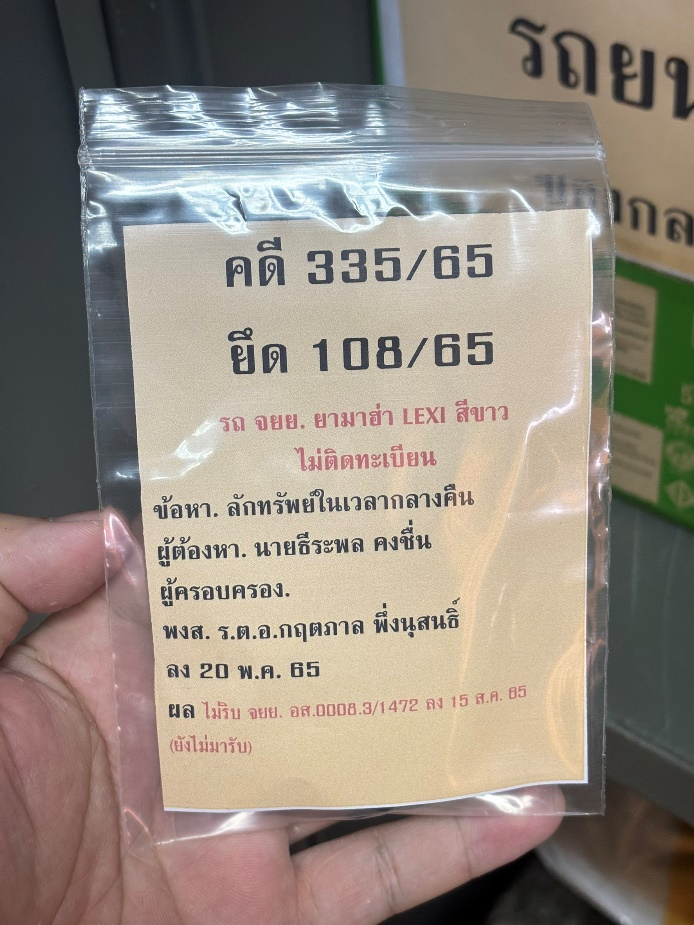 รถยน
คดี 335/65
ยึด 108/65
รถ จยย. ยามาฮ่า LEXI สีขาว
ไม่ติดทะเบียน
ข้อหา. ลักทรัพย์ในเวลากลางคืน
ผู้ต้องหา. นายธีระพล คงชื่น
ผู้ครอบครอง.
พงส. ร.ต.อ.กฤตภาล พึ่งนุสนธิ์
ลง 20 พ.ค. 65
ผล ไม่ริบ จยย. อส.0008.3/1472 ลง 15 ส.ค. 65
(ยังไม่มารับ)